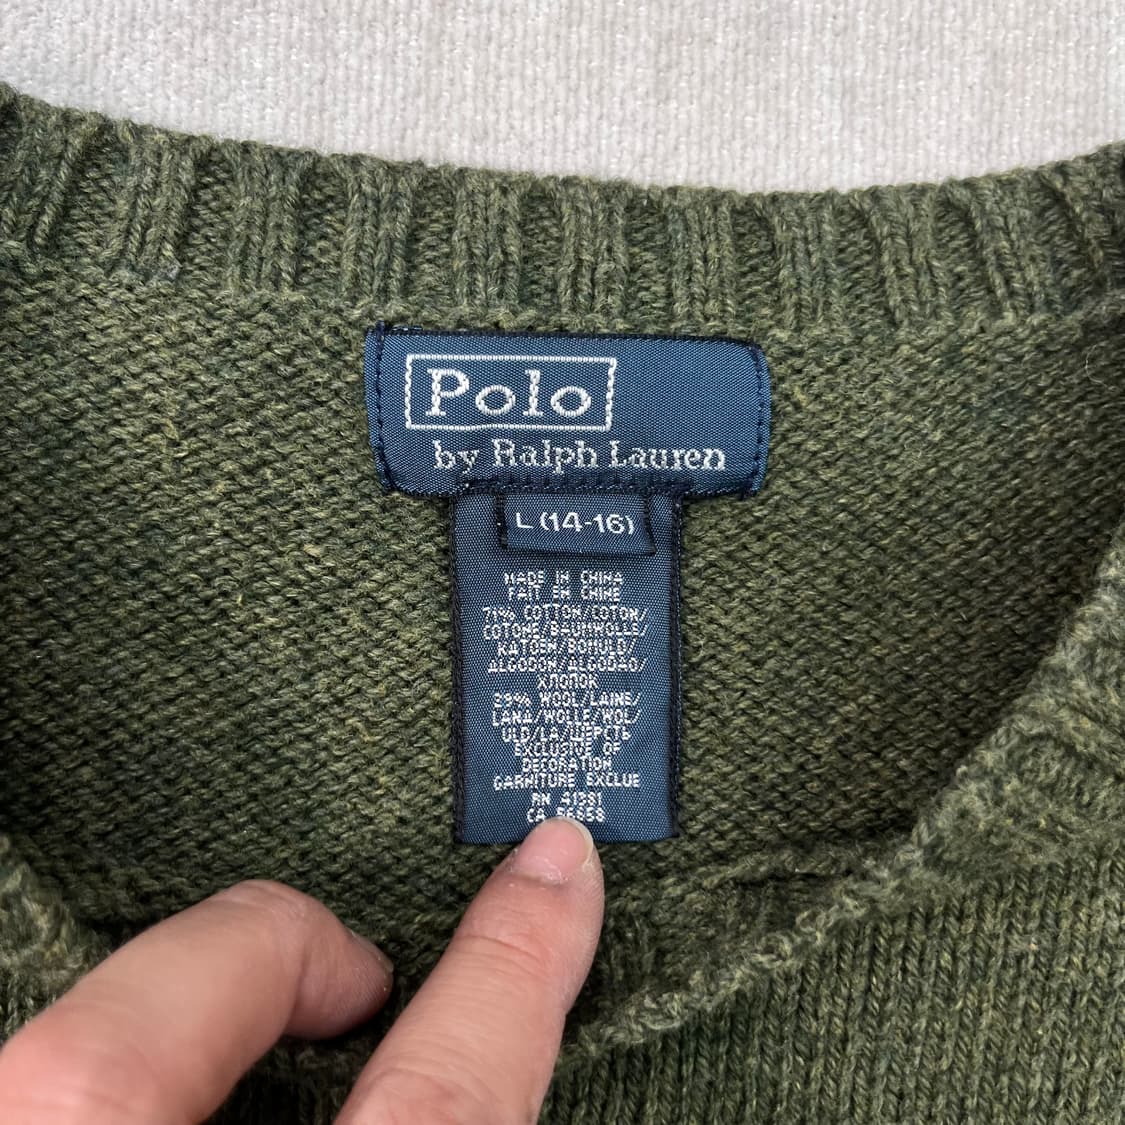 Polo
by Ralph Lauren
L (14-16)
MADE IN CHINA
FAIT EN CHINE
71% COTTON/COTON/
COTONE/BAUMWOLLE/
KATOEN/BOMULD/
ALGODON/ALGODAO/
ХЛОПОК
29% WOOL/LAINE/
LANA/WOLLE/WOL/
ULD/LA/ШЕРСТЬ
EXCLUSIVE OF
DECORATION
GARNITURE EXCLUE
RN 41381
CA